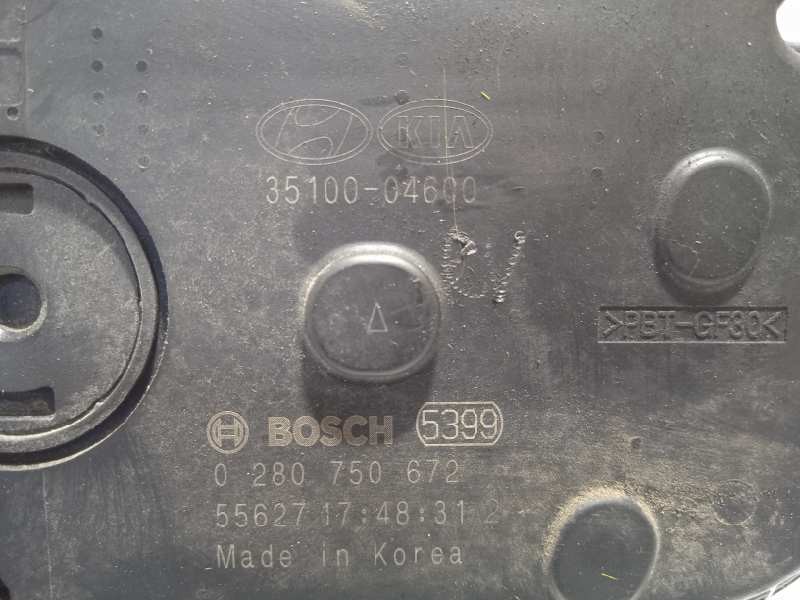 KIA
35100-04600
>PBT-GF30<
BOSCH 5399
0 280 750 672
55627 17:48:31 2
Made in Korea